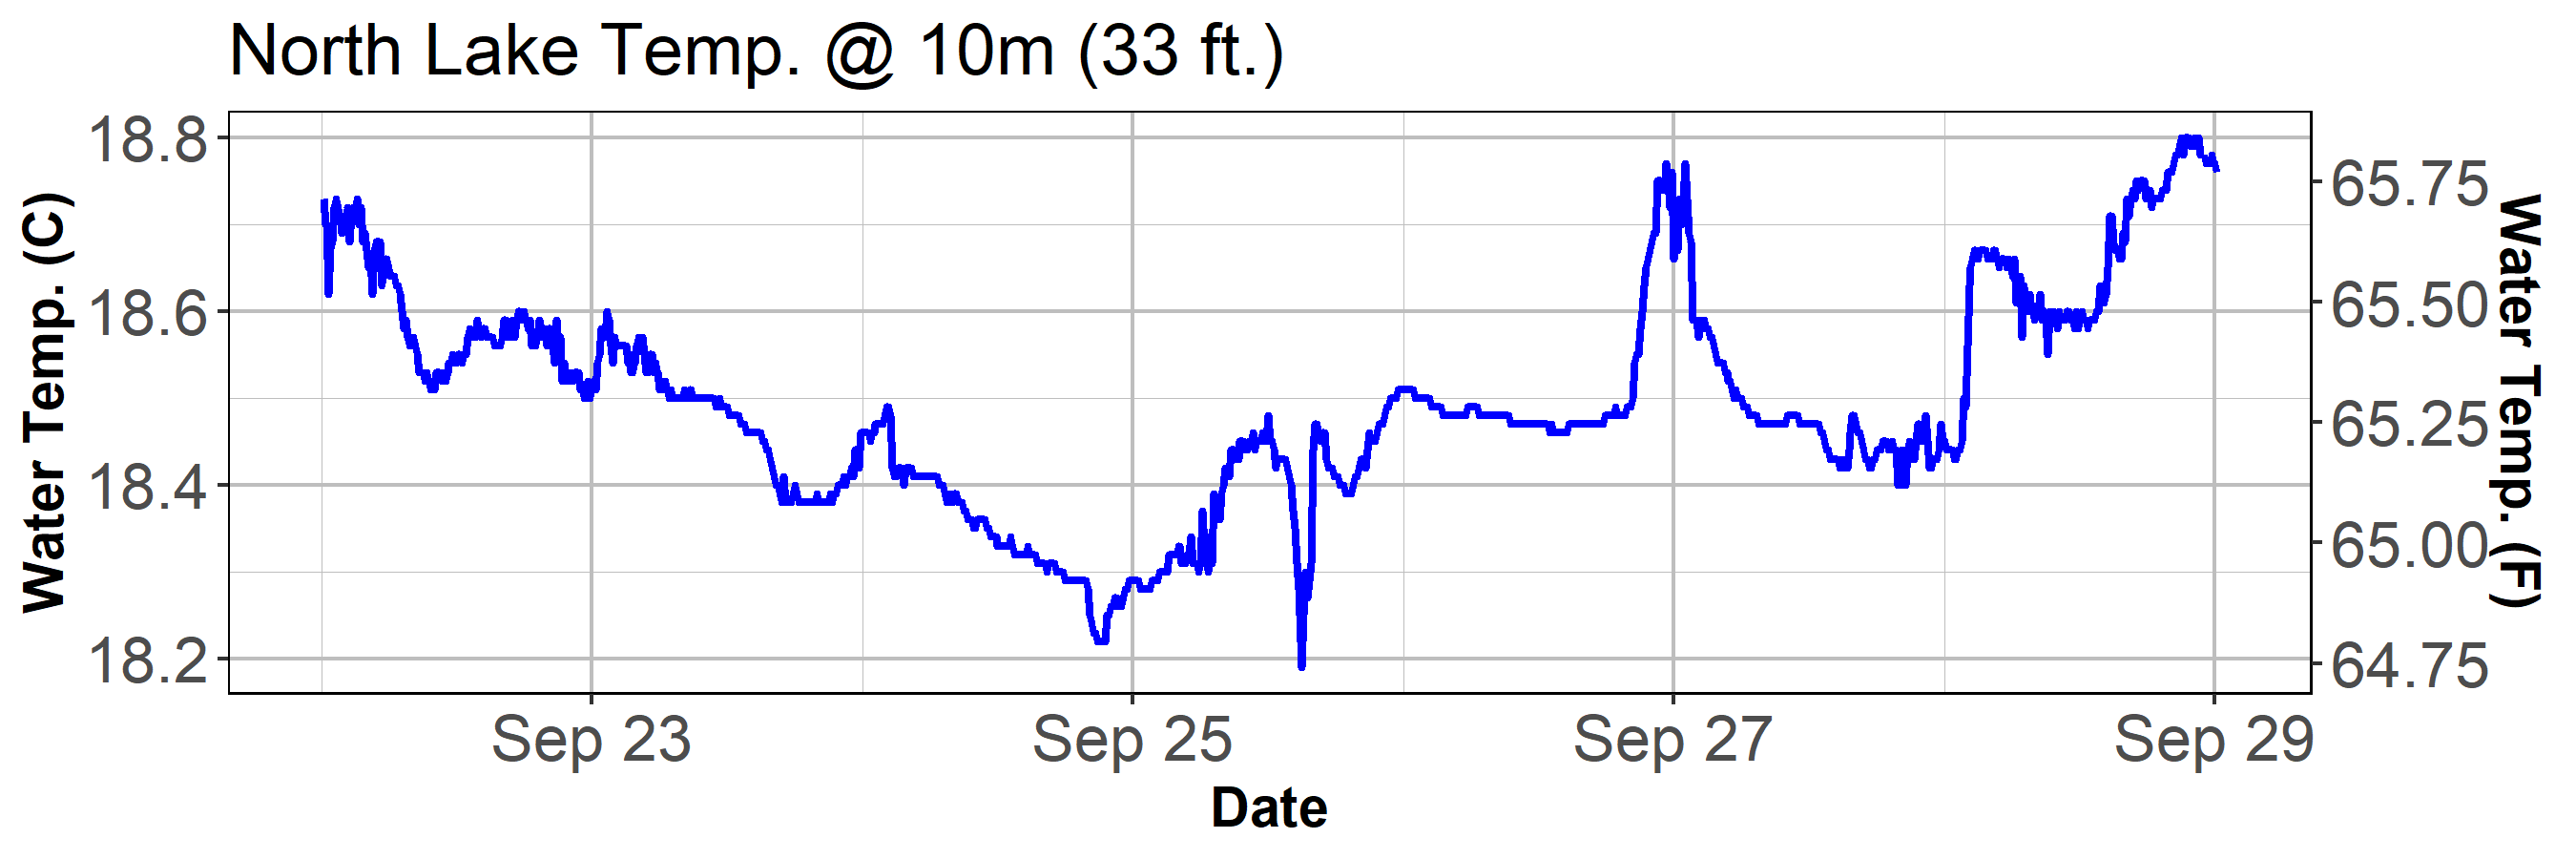 North Lake Temp. @ 10m (33 ft.)
Water Temp. (C)
18.8
18.6
18.4
18.2
65.75
65.50
65.25
65.00
64.75
Water Temp. (F)
Sep 23 Sep 25 Sep 27 Sep 29
Date